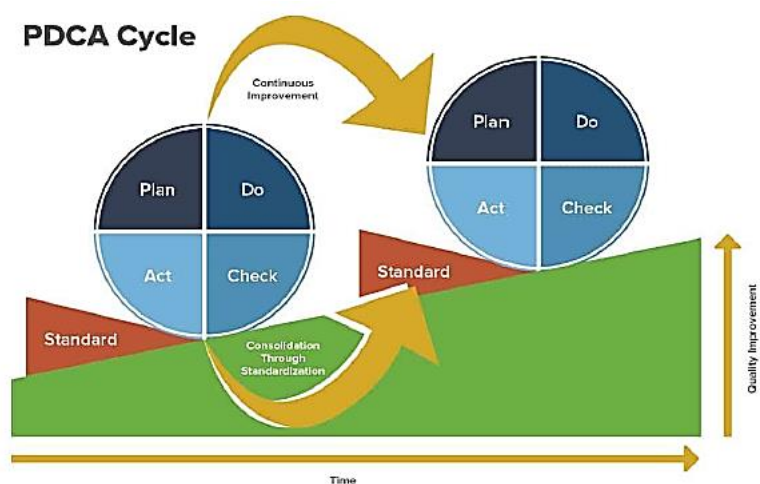 PDCA Cycle
Continuous
Improvement
Plan
Do
Act
Check
Plan
Do
Act
Check
Standard
Standard
Consolidation
Through
Standardization
Quality Improvement
Time